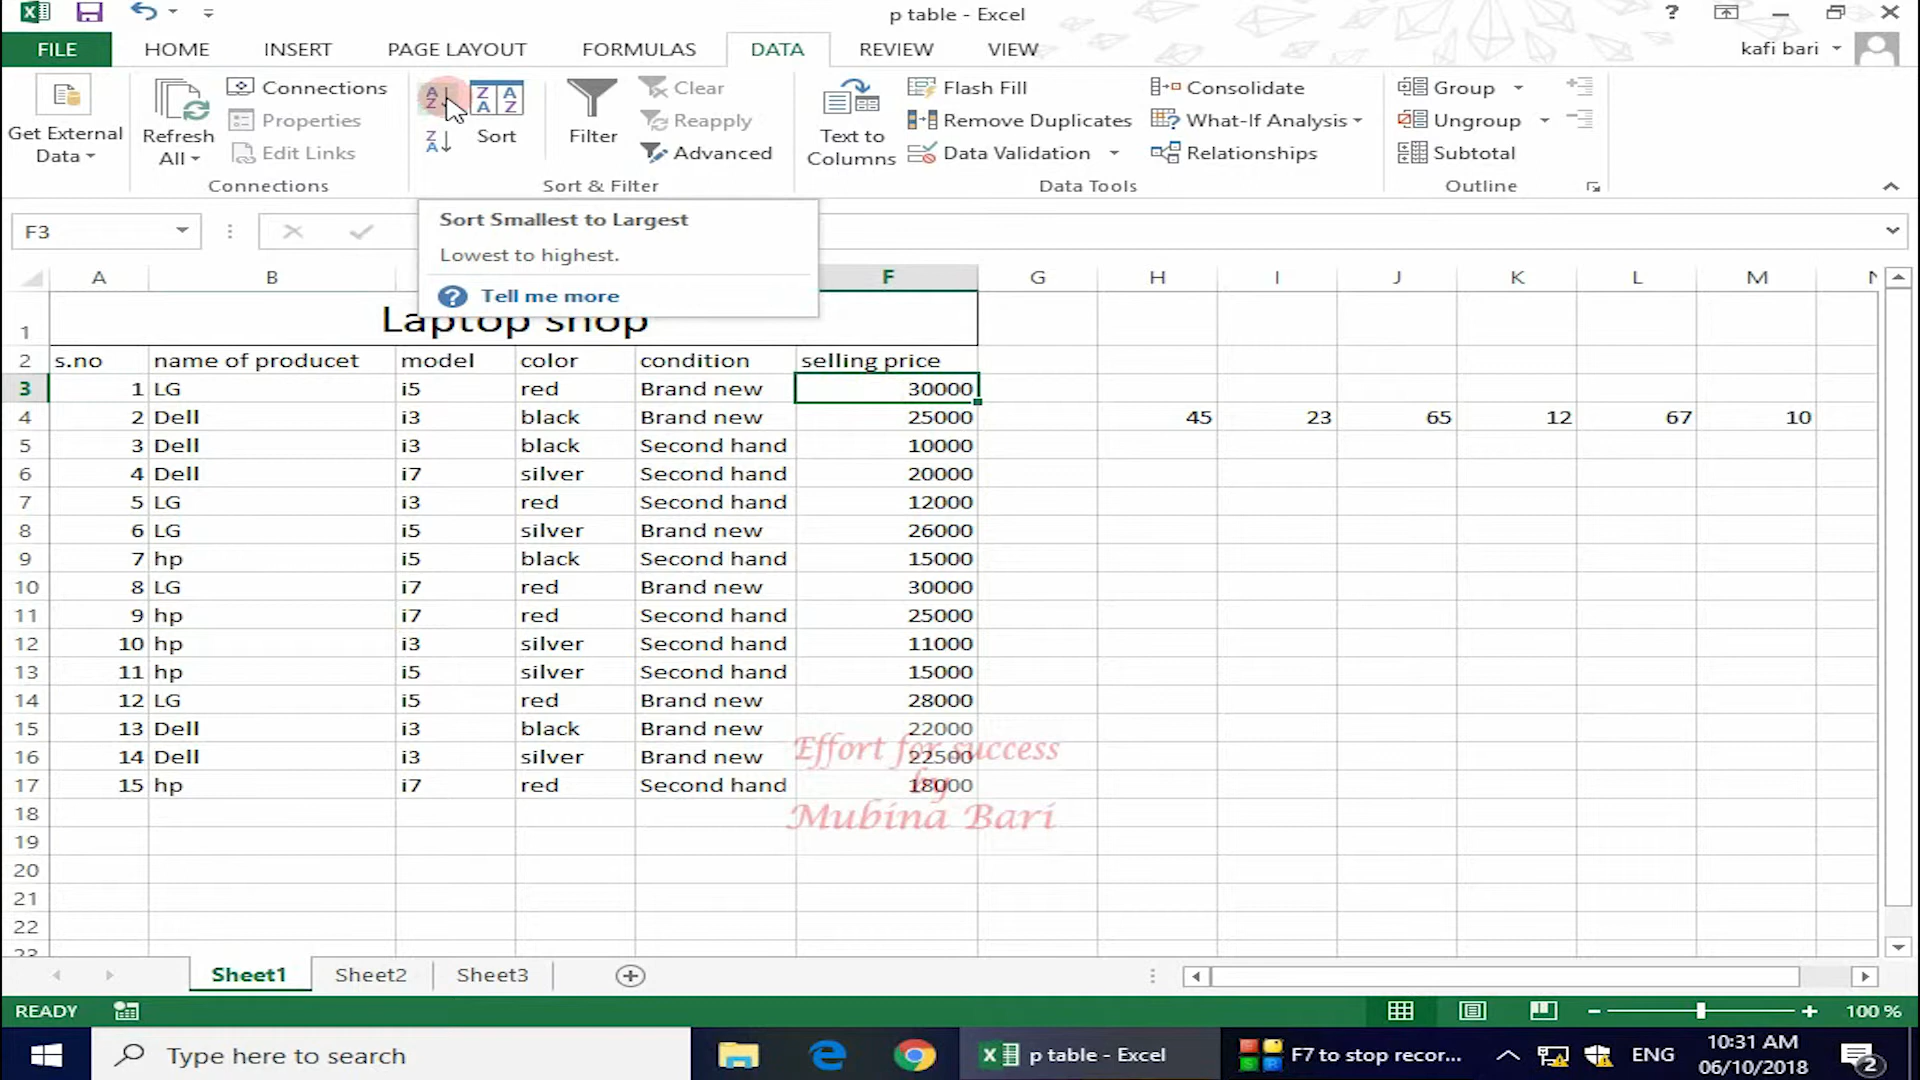 p table - Excel
FILE HOME INSERT PAGE LAYOUT FORMULAS DATA REVIEW VIEW kafi bari
Get External Data
Refresh All
Connections
Properties
Edit Links
Connections
Sort
Filter
Clear
Reapply
Advanced
Sort & Filter
Text to Columns
Flash Fill
Remove Duplicates
Data Validation
Consolidate
What-If Analysis
Relationships
Data Tools
Group
Ungroup
Subtotal
Outline
F3
Sort Smallest to Largest
Lowest to highest.
Tell me more
A B F G H I J K L M
1 Laptop shop
2 s.no name of producet model color condition selling price
3 1 LG i5 red Brand new 30000
4 2 Dell i3 black Brand new 25000 45 23 65 12 67 10
5 3 Dell i3 black Second hand 10000
6 4 Dell i7 silver Second hand 20000
7 5 LG i3 red Second hand 12000
8 6 LG i5 silver Brand new 26000
9 7 hp i5 black Second hand 15000
10 8 LG i7 red Brand new 30000
11 9 hp i7 red Second hand 25000
12 10 hp i3 silver Second hand 11000
13 11 hp i5 silver Second hand 15000
14 12 LG i5 red Brand new 28000
15 13 Dell i3 black Brand new 22000
16 14 Dell i3 silver Brand new 22500
17 15 hp i7 red Second hand 18000
Effort for success
by
Mubina Bari
18
19
20
21
22
23
Sheet1 Sheet2 Sheet3
READY 100 %
Type here to search p table - Excel F7 to stop recor... ENG 10:31 AM
06/10/2018 2